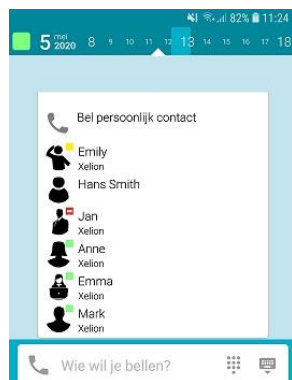 82% 11:24
5 mei 2020 8 9 10 11 12 13 14 15 16 17 18
Bel persoonlijk contact
Emily
Xelion
Hans Smith
Jan
Xelion
Anne
Xelion
Emma
Xelion
Mark
Xelion
Wie wil je bellen?